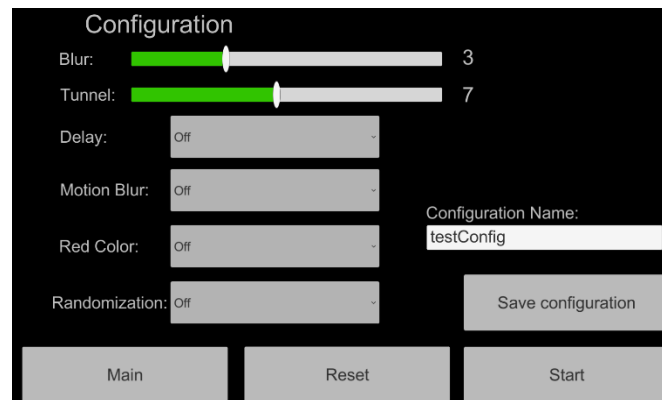 Configuration
Blur: 3
Tunnel: 7
Delay: Off
Motion Blur: Off
Configuration Name:
testConfig
Red Color: Off
Randomization: Off
Save configuration
Main Reset Start